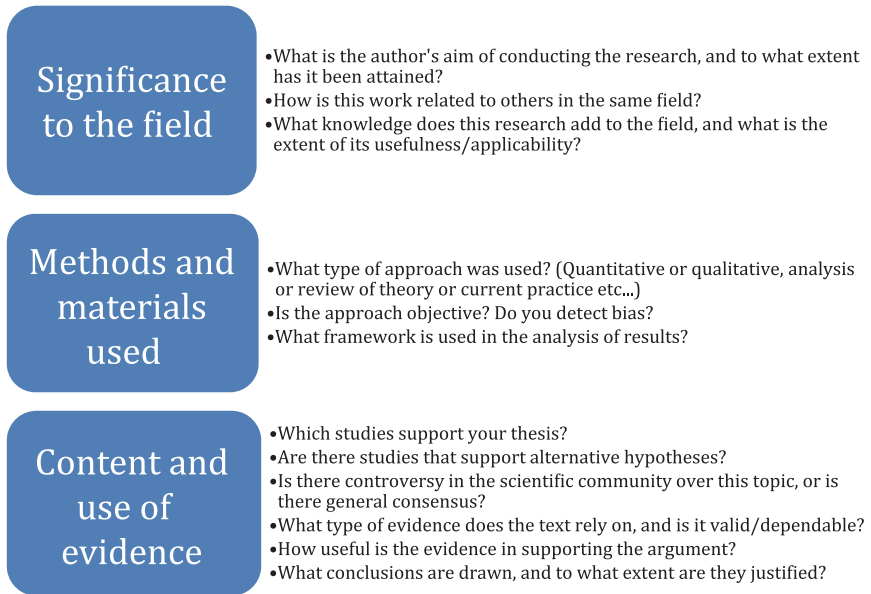 Significance
to the field
•What is the author's aim of conducting the research, and to what extent
has it been attained?
•How is this work related to others in the same field?
•What knowledge does this research add to the field, and what is the
extent of its usefulness/applicability?
Methods and
materials
used
•What type of approach was used? (Quantitative or qualitative, analysis
or review of theory or current practice etc...)
•Is the approach objective? Do you detect bias?
•What framework is used in the analysis of results?
Content and
use of
evidence
•Which studies support your thesis?
•Are there studies that support alternative hypotheses?
•Is there controversy in the scientific community over this topic, or is
there general consensus?
•What type of evidence does the text rely on, and is it valid/dependable?
•How useful is the evidence in supporting the argument?
•What conclusions are drawn, and to what extent are they justified?